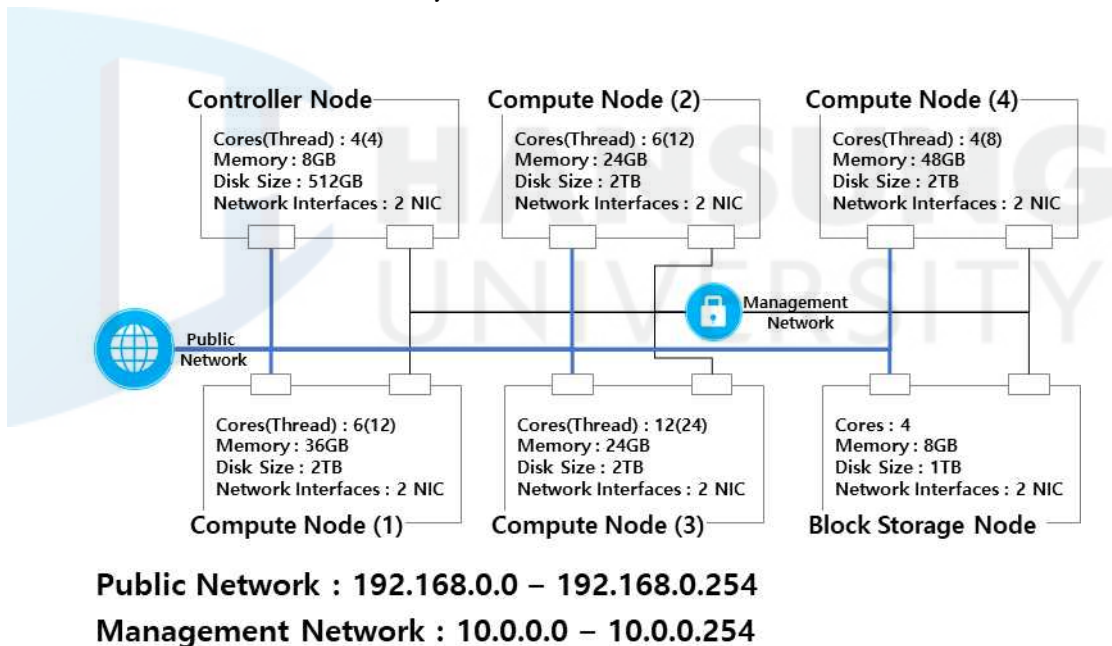 Controller Node
Cores(Thread) : 4(4)
Memory : 8GB
Disk Size : 512GB
Network Interfaces : 2 NIC
Compute Node (2)
Cores(Thread) : 6(12)
Memory : 24GB
Disk Size : 2TB
Network Interfaces : 2 NIC
Compute Node (4)
Cores(Thread) : 4(8)
Memory : 48GB
Disk Size : 2TB
Network Interfaces : 2 NIC
HANSUNG
UNIVERSITY
Management
Network
Public
Network
Cores(Thread) : 6(12)
Memory : 36GB
Disk Size : 2TB
Network Interfaces : 2 NIC
Compute Node (1)
Cores(Thread) : 12(24)
Memory : 24GB
Disk Size : 2TB
Network Interfaces : 2 NIC
Compute Node (3)
Cores : 4
Memory : 8GB
Disk Size : 1TB
Network Interfaces : 2 NIC
Block Storage Node
Public Network : 192.168.0.0 – 192.168.0.254
Management Network : 10.0.0.0 – 10.0.0.254